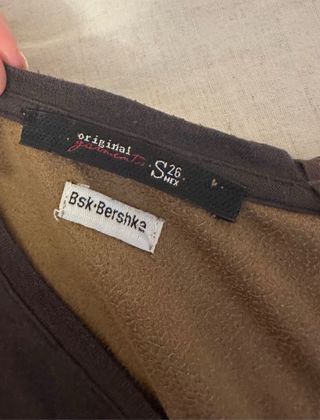 original
garments
S 26
MEX
Bsk·Bershka